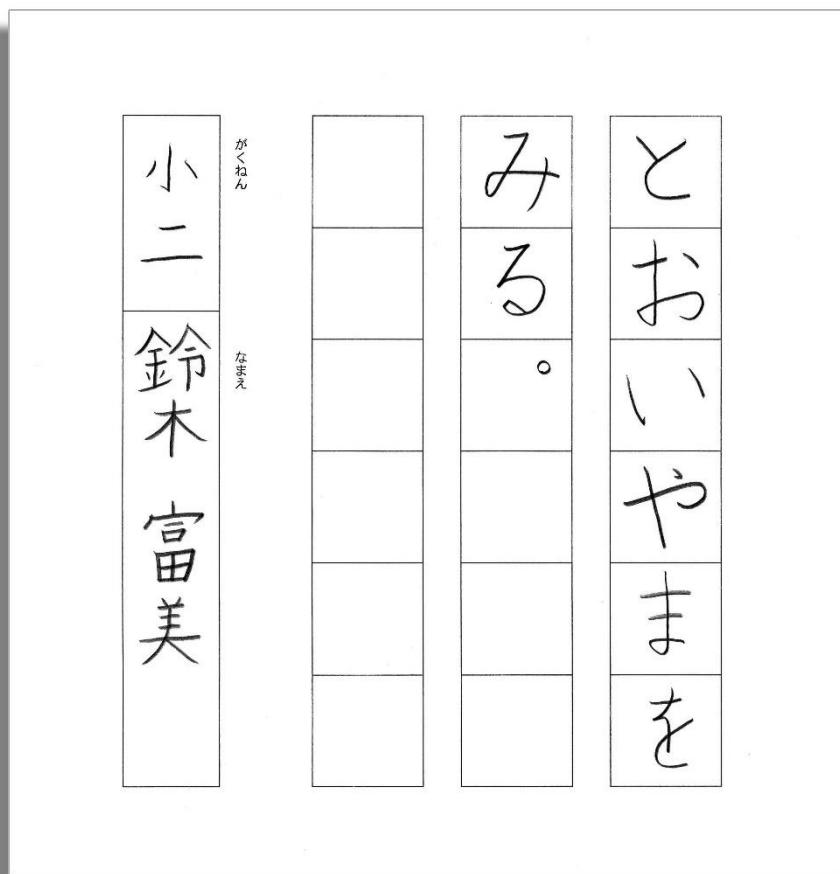 とおいやまを
みる。
がくねん
小二
なまえ
鈴木 富美